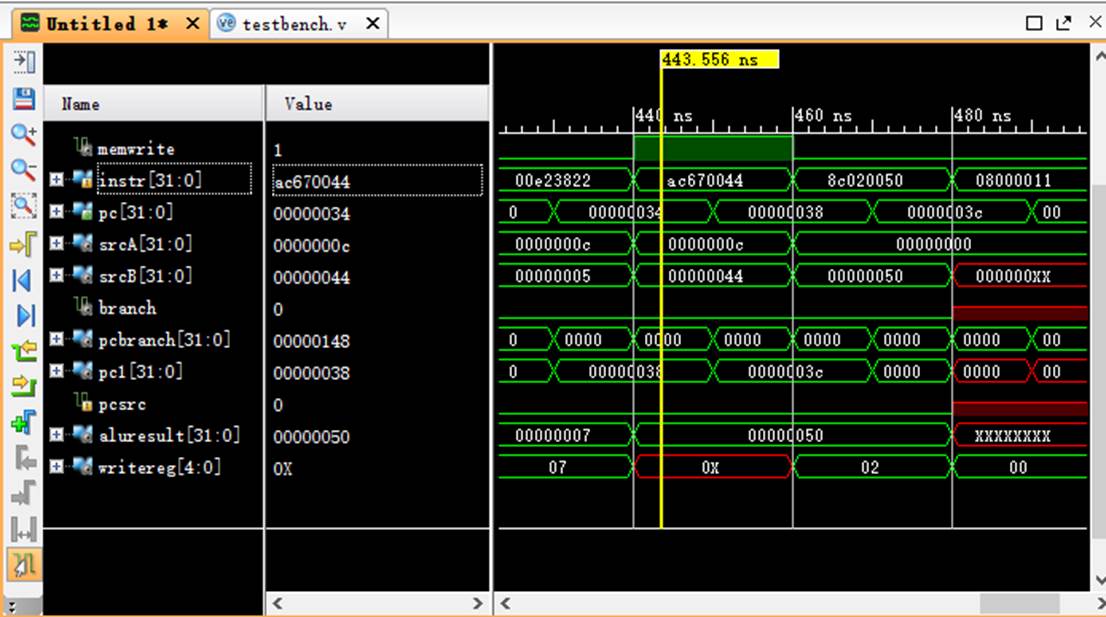 Untitled 1* testbench.v
443.556 ns
Name Value
440 ns 460 ns 480 ns
memwrite 1
instr[31:0] ac670044 00e23822 ac670044 8c020050 08000011
pc[31:0] 00000034 0 00000034 00000038 0000003c 00
srcA[31:0] 0000000c 0000000c 0000000c 00000000
srcB[31:0] 00000044 00000005 00000044 00000050 000000XX
branch 0
pcbranch[31:0] 00000148 0 0000 0000 0000 0000 0000 0000 00
pc1[31:0] 00000038 0 00000038 0000003c 0000 0000 00
pcsrc 0
aluresult[31:0] 00000050 00000007 00000050 XXXXXXXX
writereg[4:0] 0X 07 0X 02 00